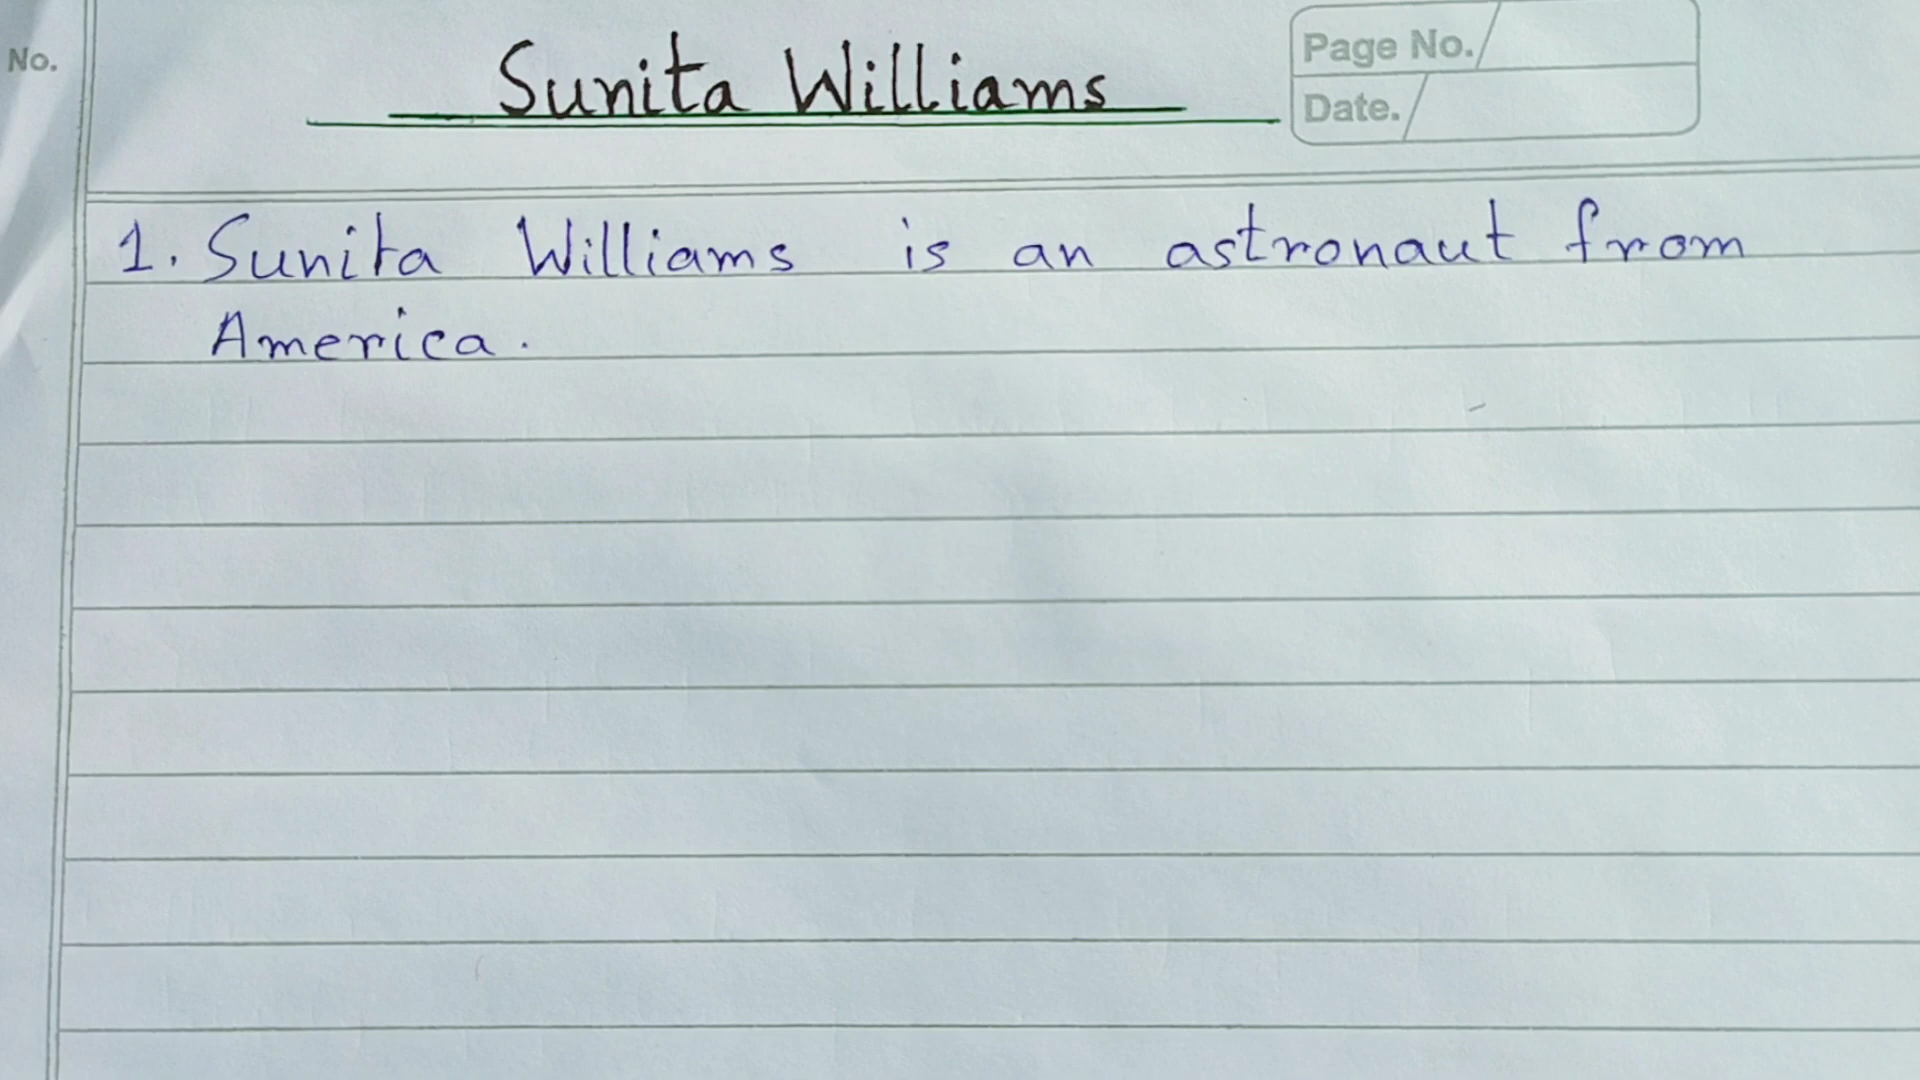 No.
Sunita Williams
Page No.
Date.
1. Sunita Williams is an astronaut from
America.